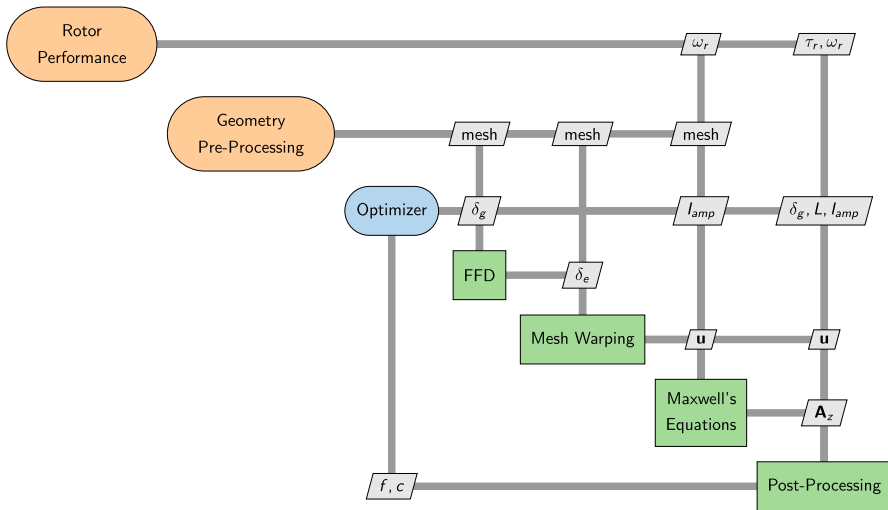 Rotor
Performance
ω_r
τ_r, ω_r
Geometry
Pre-Processing
mesh
mesh
mesh
Optimizer
δ_g
I_amp
δ_g, L, I_amp
FFD
δ_e
Mesh Warping
u
u
Maxwell's
Equations
A_z
f, c
Post-Processing